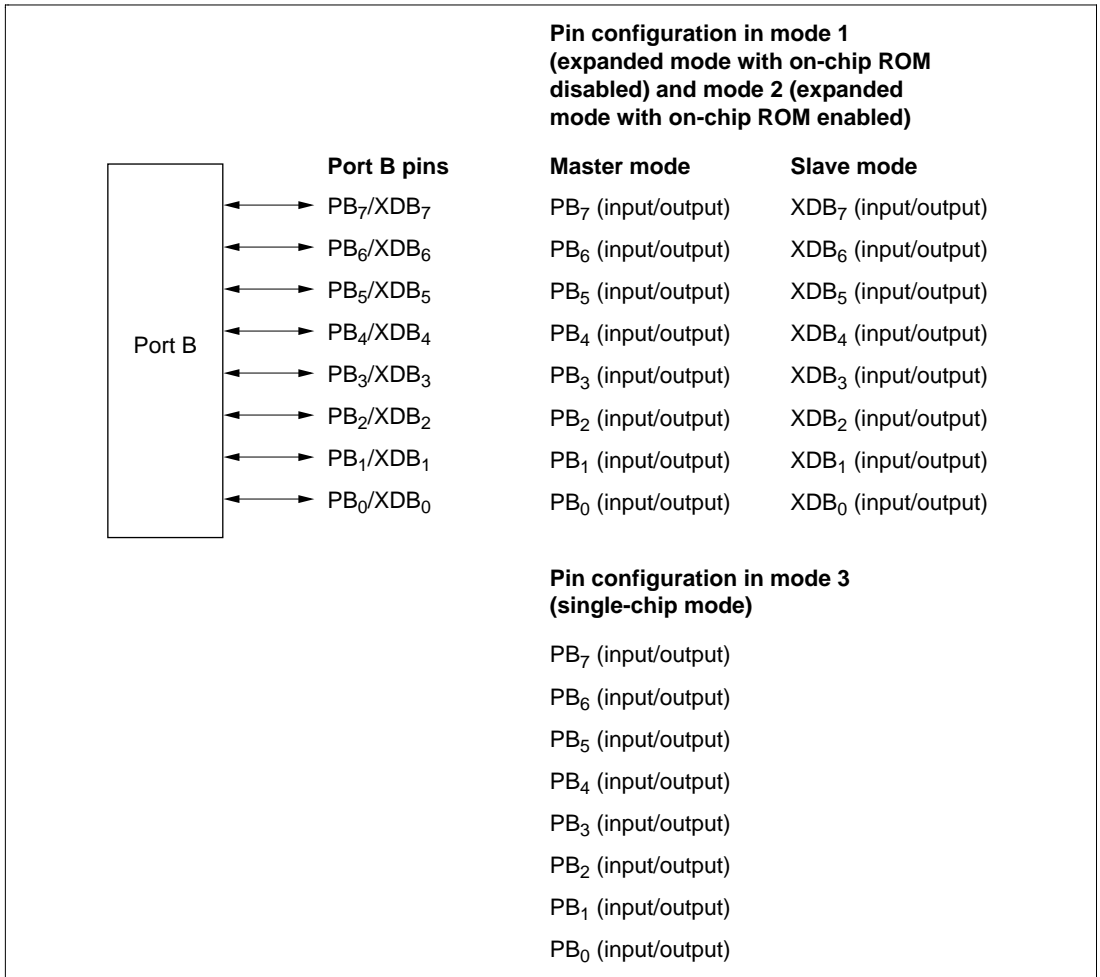 Pin configuration in mode 1
(expanded mode with on-chip ROM
disabled) and mode 2 (expanded
mode with on-chip ROM enabled)
Port B pins Master mode Slave mode
PB₇/XDB₇ PB₇ (input/output) XDB₇ (input/output)
PB₆/XDB₆ PB₆ (input/output) XDB₆ (input/output)
PB₅/XDB₅ PB₅ (input/output) XDB₅ (input/output)
PB₄/XDB₄ PB₄ (input/output) XDB₄ (input/output)
Port B
PB₃/XDB₃ PB₃ (input/output) XDB₃ (input/output)
PB₂/XDB₂ PB₂ (input/output) XDB₂ (input/output)
PB₁/XDB₁ PB₁ (input/output) XDB₁ (input/output)
PB₀/XDB₀ PB₀ (input/output) XDB₀ (input/output)
Pin configuration in mode 3
(single-chip mode)
PB₇ (input/output)
PB₆ (input/output)
PB₅ (input/output)
PB₄ (input/output)
PB₃ (input/output)
PB₂ (input/output)
PB₁ (input/output)
PB₀ (input/output)